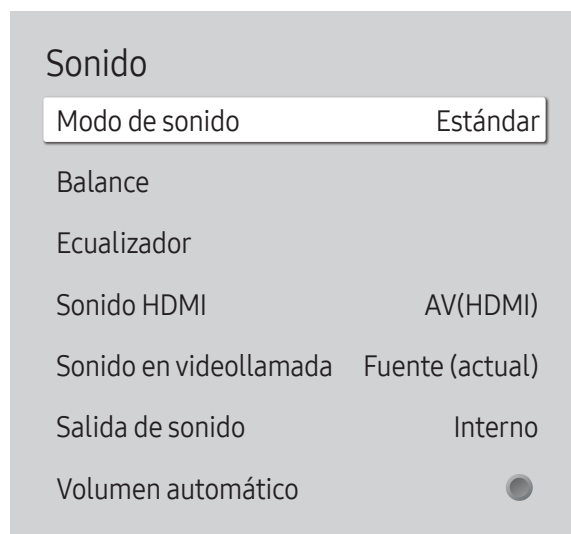 Sonido
Modo de sonido Estándar
Balance
Ecualizador
Sonido HDMI AV(HDMI)
Sonido en videollamada Fuente (actual)
Salida de sonido Interno
Volumen automático